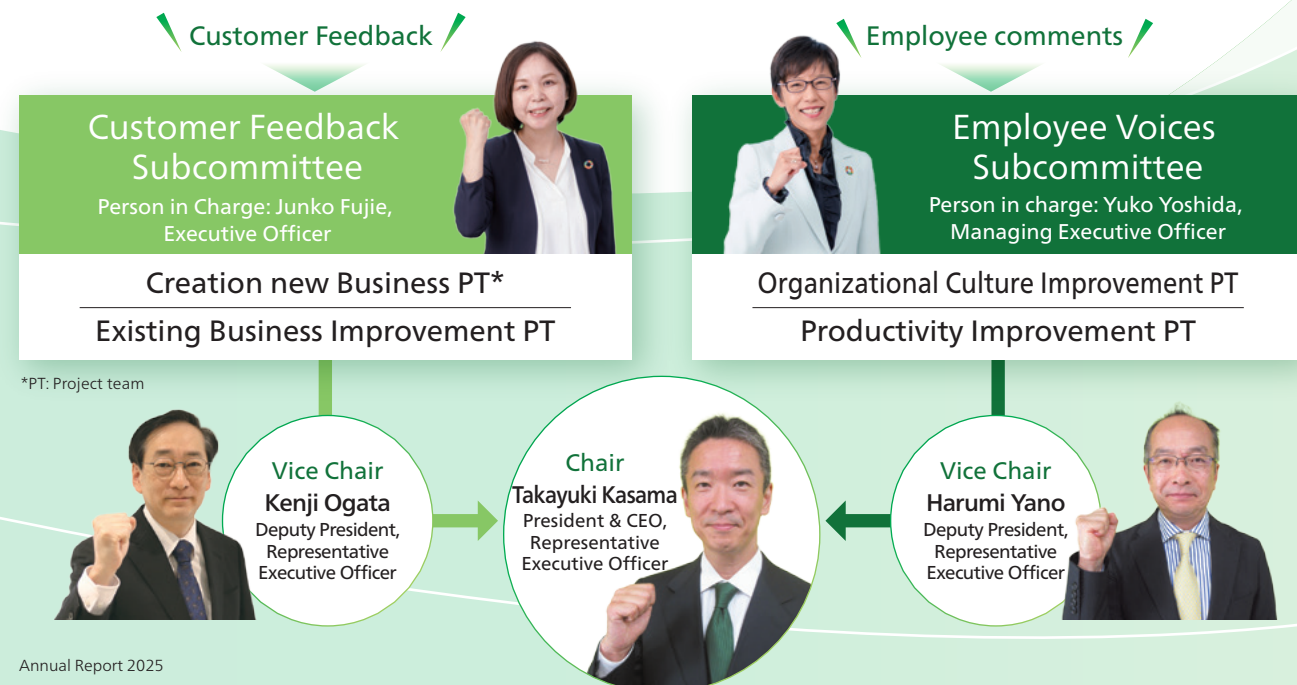 Customer Feedback
Customer Feedback
Subcommittee
Person in Charge: Junko Fujie,
Executive Officer
Creation new Business PT*
Existing Business Improvement PT
Employee comments
Employee Voices
Subcommittee
Person in charge: Yuko Yoshida,
Managing Executive Officer
Organizational Culture Improvement PT
Productivity Improvement PT
*PT: Project team
Vice Chair
Kenji Ogata
Deputy President,
Representative
Executive Officer
Chair
Takayuki Kasama
President & CEO,
Representative
Executive Officer
Vice Chair
Harumi Yano
Deputy President,
Representative
Executive Officer
Annual Report 2025